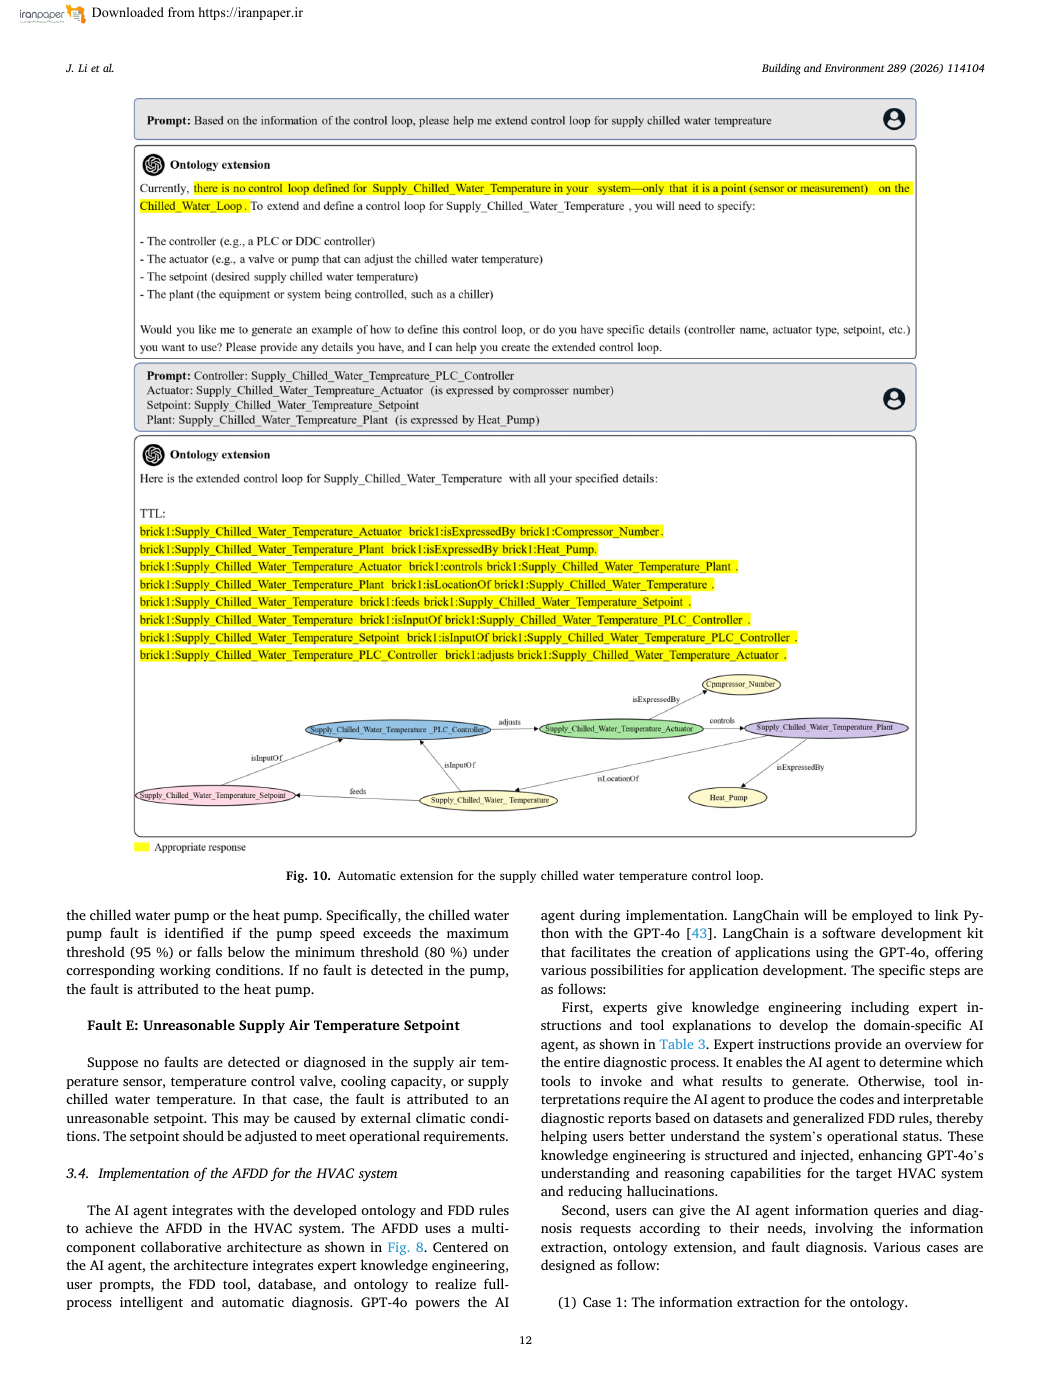 iranpaper Downloaded from https://iranpaper.ir
J. Li et al.
Building and Environment 289 (2026) 114104
Prompt: Based on the information of the control loop, please help me extend control loop for supply chilled water tempreature
Ontology extension
Currently, there is no control loop defined for Supply_Chilled_Water_Temperature in your system—only that it is a point (sensor or measurement) on the
Chilled_Water_Loop. To extend and define a control loop for Supply_Chilled_Water_Temperature , you will need to specify:
- The controller (e.g., a PLC or DDC controller)
- The actuator (e.g., a valve or pump that can adjust the chilled water temperature)
- The setpoint (desired supply chilled water temperature)
- The plant (the equipment or system being controlled, such as a chiller)
Would you like me to generate an example of how to define this control loop, or do you have specific details (controller name, actuator type, setpoint, etc.)
you want to use? Please provide any details you have, and I can help you create the extended control loop.
Prompt: Controller: Supply_Chilled_Water_Tempreature_PLC_Controller
Actuator: Supply_Chilled_Water_Tempreature_Actuator (is expressed by comprosser number)
Setpoint: Supply_Chilled_Water_Tempreature_Setpoint
Plant: Supply_Chilled_Water_Tempreature_Plant (is expressed by Heat_Pump)
Ontology extension
Here is the extended control loop for Supply_Chilled_Water_Temperature with all your specified details:
TTL:
brick1:Supply_Chilled_Water_Temperature_Actuator brick1:isExpressedBy brick1:Compressor_Number.
brick1:Supply_Chilled_Water_Temperature_Plant brick1:isExpressedBy brick1:Heat_Pump.
brick1:Supply_Chilled_Water_Temperature_Actuator brick1:controls brick1:Supply_Chilled_Water_Temperature_Plant .
brick1:Supply_Chilled_Water_Temperature_Plant brick1:isLocationOf brick1:Supply_Chilled_Water_Temperature .
brick1:Supply_Chilled_Water_Temperature brick1:feeds brick1:Supply_Chilled_Water_Temperature_Setpoint .
brick1:Supply_Chilled_Water_Temperature brick1:isInputOf brick1:Supply_Chilled_Water_Temperature_PLC_Controller .
brick1:Supply_Chilled_Water_Temperature_Setpoint brick1:isInputOf brick1:Supply_Chilled_Water_Temperature_PLC_Controller .
brick1:Supply_Chilled_Water_Temperature_PLC_Controller brick1:adjusts brick1:Supply_Chilled_Water_Temperature_Actuator .
Cpmpressor_Number
isExpressedBy
Supply_Chilled_Water_Temperature _PLC_Controller
adjusts
Supply_Chilled_Water_Temperature_Actuator
controls
Supply_Chilled_Water_Temperature_Plant
isInputOf
isInputOf
isLocationOf
isExpressedBy
Supply_Chilled_Water_Temperature_Setpoint
feeds
Supply_Chilled_Water_ Temperature
Heat_Pump
Appropriate response
Fig. 10. Automatic extension for the supply chilled water temperature control loop.
the chilled water pump or the heat pump. Specifically, the chilled water
pump fault is identified if the pump speed exceeds the maximum
threshold (95 %) or falls below the minimum threshold (80 %) under
corresponding working conditions. If no fault is detected in the pump,
the fault is attributed to the heat pump.
Fault E: Unreasonable Supply Air Temperature Setpoint
Suppose no faults are detected or diagnosed in the supply air tem-
perature sensor, temperature control valve, cooling capacity, or supply
chilled water temperature. In that case, the fault is attributed to an
unreasonable setpoint. This may be caused by external climatic condi-
tions. The setpoint should be adjusted to meet operational requirements.
3.4. Implementation of the AFDD for the HVAC system
The AI agent integrates with the developed ontology and FDD rules
to achieve the AFDD in the HVAC system. The AFDD uses a multi-
component collaborative architecture as shown in Fig. 8. Centered on
the AI agent, the architecture integrates expert knowledge engineering,
user prompts, the FDD tool, database, and ontology to realize full-
process intelligent and automatic diagnosis. GPT-4o powers the AI
agent during implementation. LangChain will be employed to link Py-
thon with the GPT-4o [43]. LangChain is a software development kit
that facilitates the creation of applications using the GPT-4o, offering
various possibilities for application development. The specific steps are
as follows:
First, experts give knowledge engineering including expert in-
structions and tool explanations to develop the domain-specific AI
agent, as shown in Table 3. Expert instructions provide an overview for
the entire diagnostic process. It enables the AI agent to determine which
tools to invoke and what results to generate. Otherwise, tool in-
terpretations require the AI agent to produce the codes and interpretable
diagnostic reports based on datasets and generalized FDD rules, thereby
helping users better understand the system's operational status. These
knowledge engineering is structured and injected, enhancing GPT-4o's
understanding and reasoning capabilities for the target HVAC system
and reducing hallucinations.
Second, users can give the AI agent information queries and diag-
nosis requests according to their needs, involving the information
extraction, ontology extension, and fault diagnosis. Various cases are
designed as follow:
(1) Case 1: The information extraction for the ontology.
12